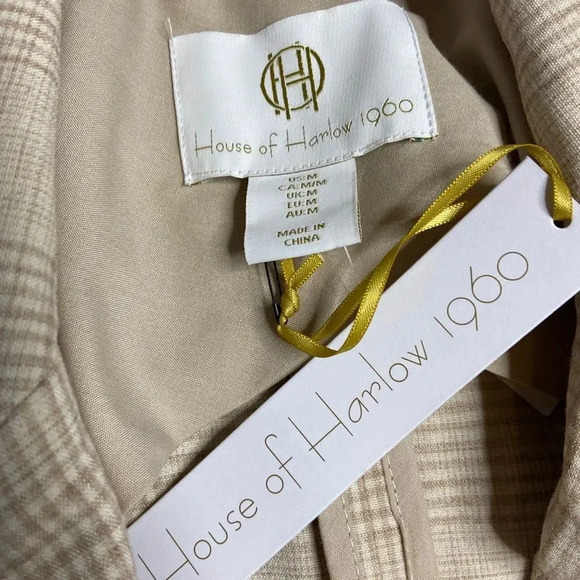 House of Harlow 1960
US:M
CA:M/M
UK:M
EU:M
AU:M
MADE IN
CHINA
House of Harlow 1960